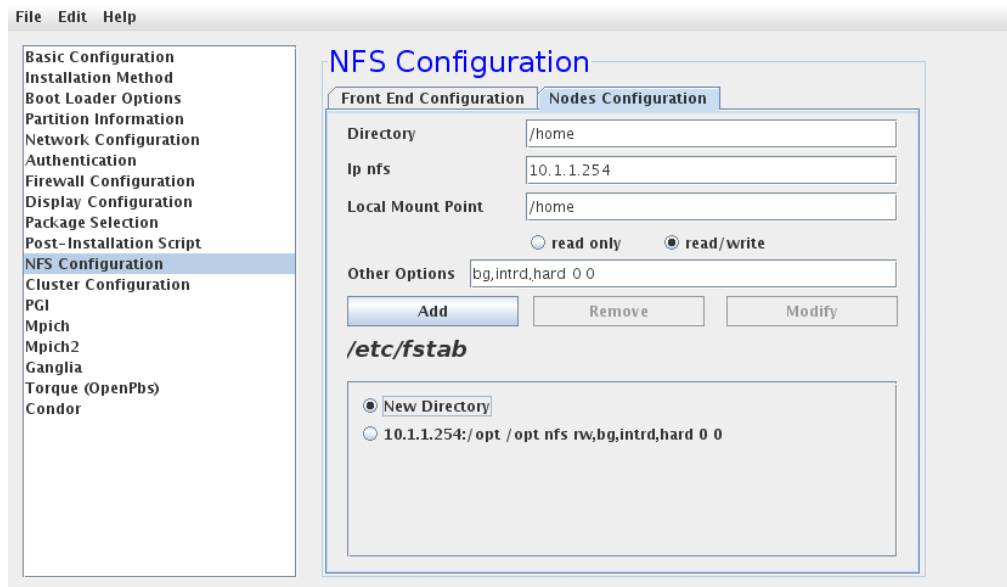 File Edit Help
Basic Configuration
Installation Method
Boot Loader Options
Partition Information
Network Configuration
Authentication
Firewall Configuration
Display Configuration
Package Selection
Post-Installation Script
NFS Configuration
Cluster Configuration
PGI
Mpich
Mpich2
Ganglia
Torque (OpenPbs)
Condor
NFS Configuration
Front End Configuration Nodes Configuration
Directory /home
Ip nfs 10.1.1.254
Local Mount Point /home
read only read/write
Other Options bg,intrd,hard 0 0
Add Remove Modify
/etc/fstab
New Directory
10.1.1.254:/opt /opt nfs rw,bg,intrd,hard 0 0